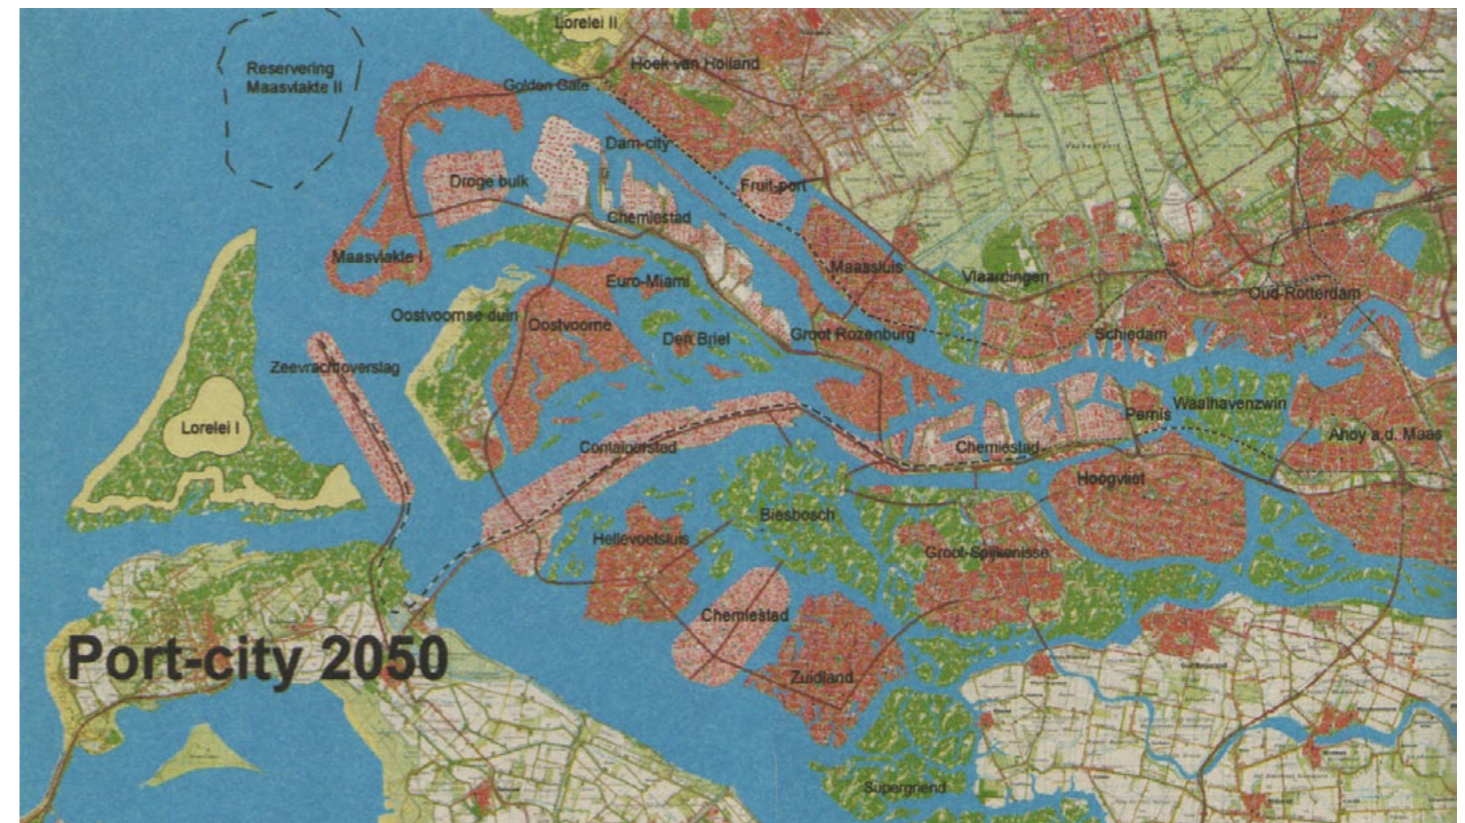 Lorelei II
Reservering
Maasvlakte II
Hoek van Holland
Golden Gate
Dam-city
Droge bulk
Fruit-port
Chemiestad
Maasvlakte I
Maassluis
Vlaardingen
Euro-Miami
Oud-Rotterdam
Oostvoornse duin
Oostvoorne
Den Briel
Groot Rozenburg
Schiedam
Zeevrachtoverslag
Waalhavenzwin
Pernis
Lorelei I
Ahoy a.d. Maas
Containerstad
Chemiestad
Hoogvliet
Biesbosch
Hellevoetsluis
Groot-Spijkenisse
Chemiestad
Port-city 2050
Zuidland
Supergriend